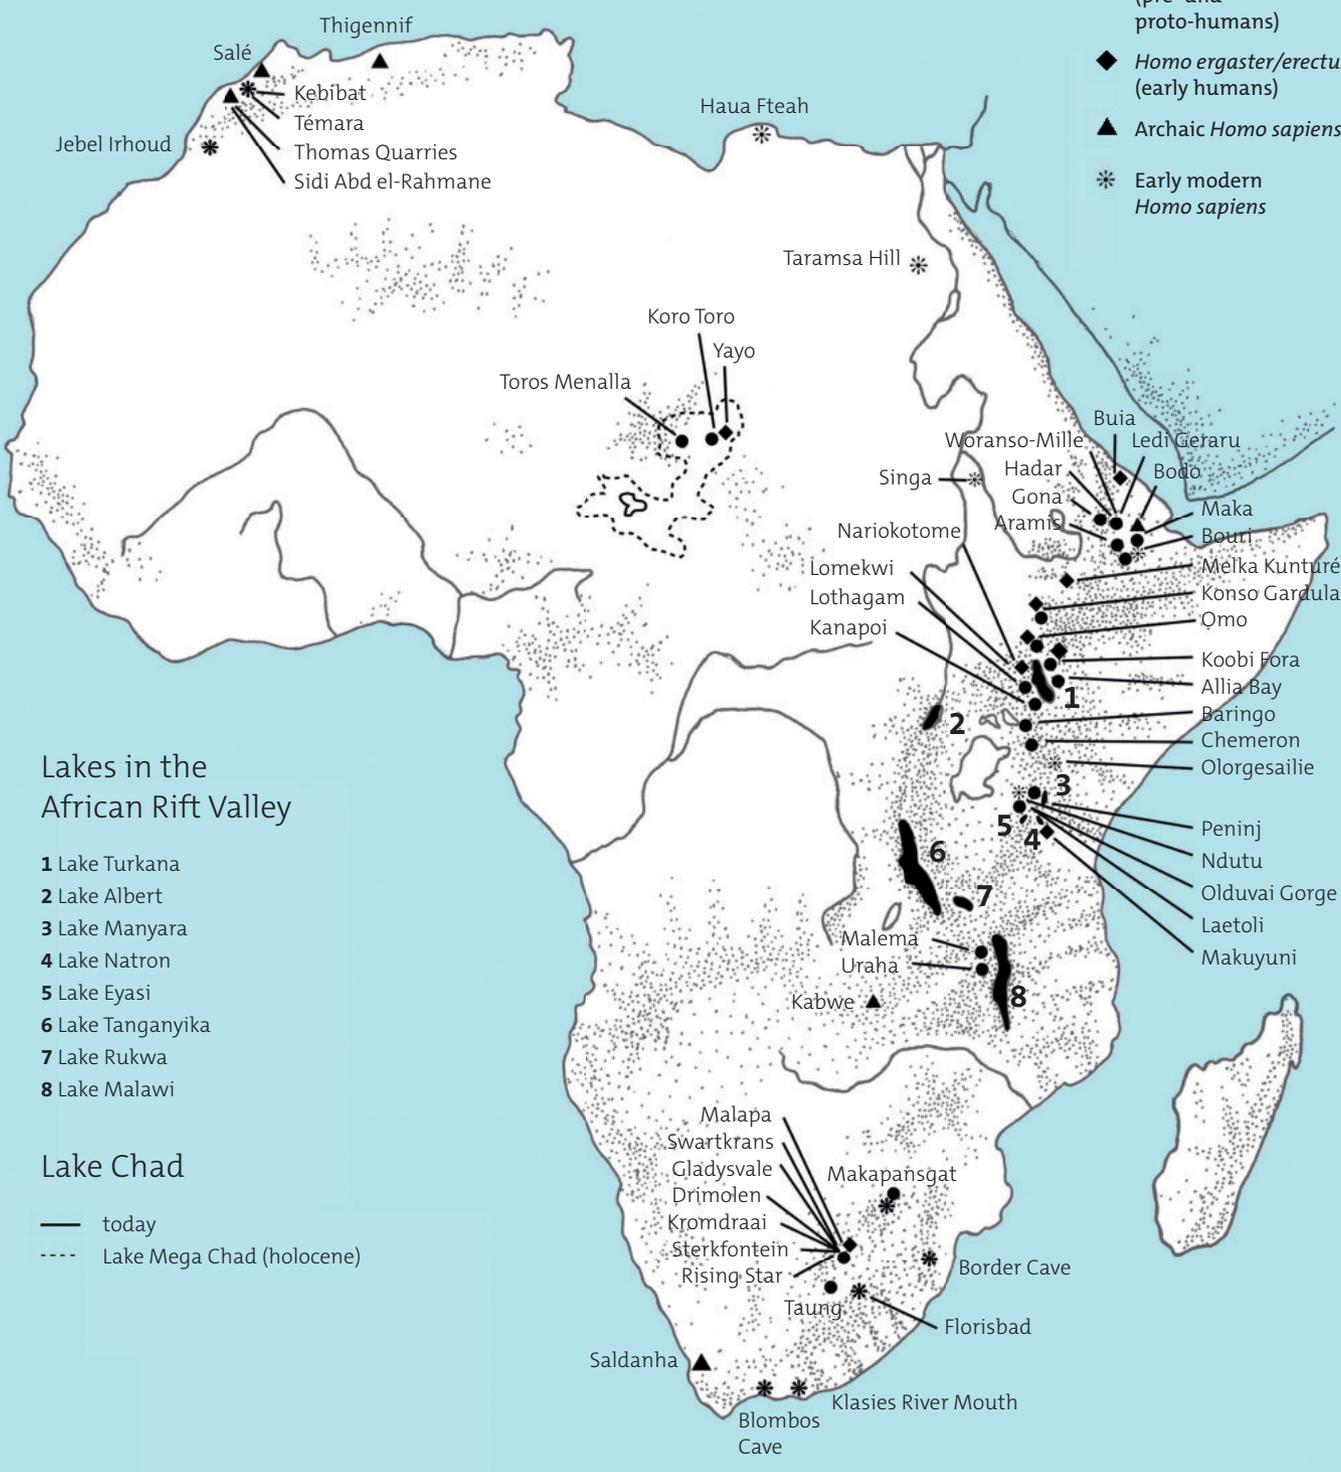 proto-humans)
Homo ergaster/erectu
(early humans)
Archaic Homo sapiens
Early modern
Homo sapiens
Thigennif
Salé
Kebibat
Témara
Thomas Quarries
Sidi Abd el-Rahmane
Jebel Irhoud
Haua Fteah
Taramsa Hill
Koro Toro
Yayo
Toros Menalla
Buia
Woranso-Mille
Ledi Geraru
Hadar
Bodo
Singa
Gona
Aramis
Maka
Bouri
Nariokotome
Melka Kunturé
Lomekwi
Konso Gardula
Lothagam
Omo
Kanapoi
Koobi Fora
Allia Bay
1
Baringo
2
Chemeron
Olorgesailie
3
5
4
Peninj
6
Ndutu
7
Olduvai Gorge
Laetoli
Makuyuni
Malema
Uraha
8
Kabwe
Lakes in the
African Rift Valley
1 Lake Turkana
2 Lake Albert
3 Lake Manyara
4 Lake Natron
5 Lake Eyasi
6 Lake Tanganyika
7 Lake Rukwa
8 Lake Malawi
Lake Chad
today
Lake Mega Chad (holocene)
Malapa
Swartkrans
Gladysvale
Makapansgat
Drimolen
Kromdraai
Sterkfontein
Rising Star
Border Cave
Taung
Florisbad
Saldanha
Klasies River Mouth
Blombos
Cave